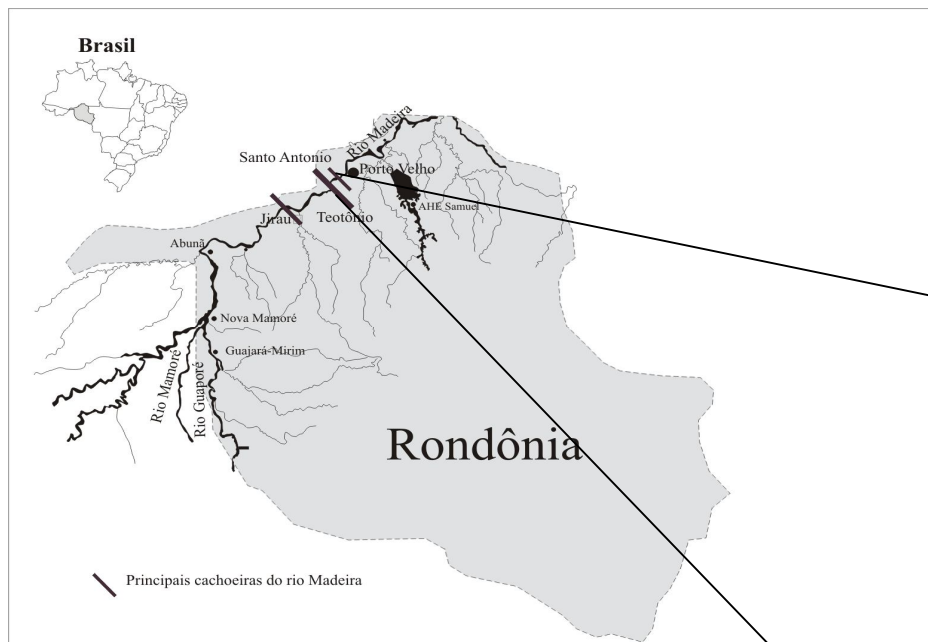 Brasil
Rio Madeira
Santo Antonio
Porto Velho
AHE Samuel
Jirau
Teotônio
Abunã
Nova Mamoré
Guajará-Mirim
Rio Mamoré
Rio Guaporé
Rondônia
Principais cachoeiras do rio Madeira